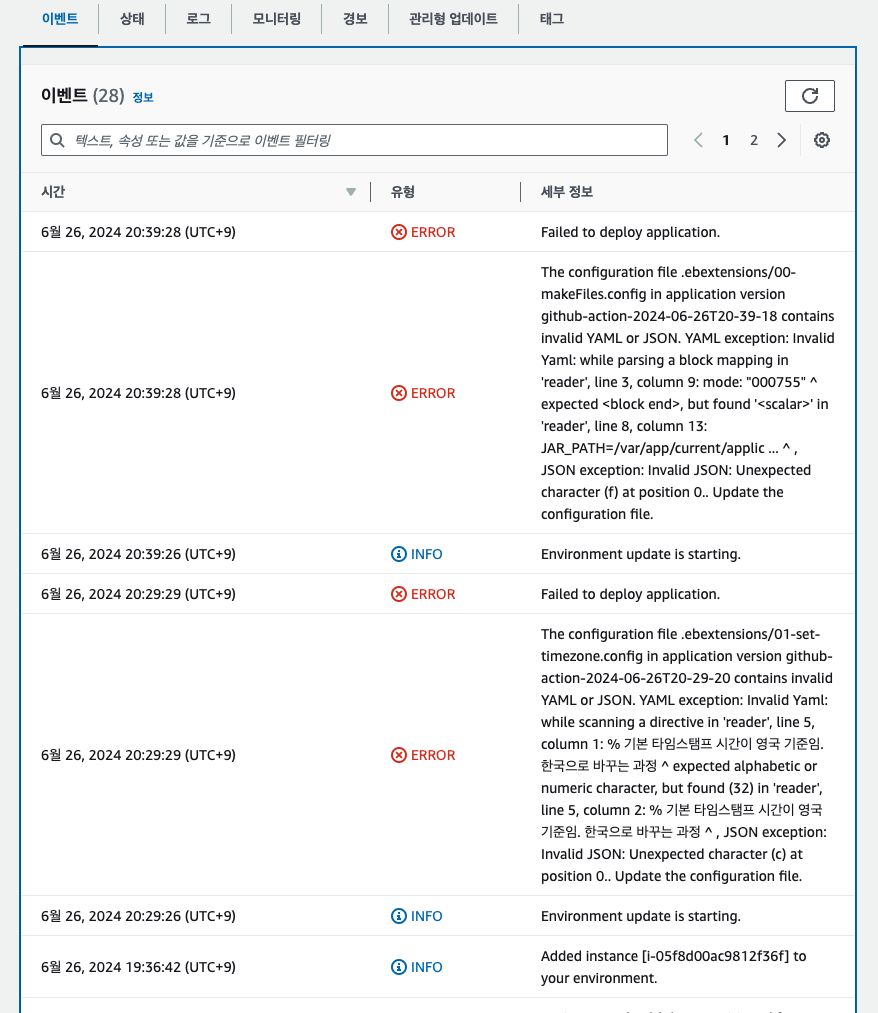 이벤트 상태 로그 모니터링 경보 관리형 업데이트 태그
이벤트 (28) 정보
텍스트, 속성 또는 값을 기준으로 이벤트 필터링 1 2
시간 유형 세부 정보
6월 26, 2024 20:39:28 (UTC+9) ERROR Failed to deploy application.
The configuration file .ebextensions/00-
makeFiles.config in application version
github-action-2024-06-26T20-39-18 contains
invalid YAML or JSON. YAML exception: Invalid
Yaml: while parsing a block mapping in
6월 26, 2024 20:39:28 (UTC+9) ERROR 'reader', line 3, column 9: mode: "000755" ^
expected <block end>, but found '<scalar>' in
'reader', line 8, column 13:
JAR_PATH=/var/app/current/applic ... ^ ,
JSON exception: Invalid JSON: Unexpected
character (f) at position 0.. Update the
configuration file.
6월 26, 2024 20:39:26 (UTC+9) INFO Environment update is starting.
6월 26, 2024 20:29:29 (UTC+9) ERROR Failed to deploy application.
The configuration file .ebextensions/01-set-
timezone.config in application version github-
action-2024-06-26T20-29-20 contains invalid
YAML or JSON. YAML exception: Invalid Yaml:
while scanning a directive in 'reader', line 5,
column 1: % 기본 타임스탬프 시간이 영국 기준임.
6월 26, 2024 20:29:29 (UTC+9) ERROR 한국으로 바꾸는 과정 ^ expected alphabetic or
numeric character, but found (32) in 'reader',
line 5, column 2: % 기본 타임스탬프 시간이 영국
기준임. 한국으로 바꾸는 과정 ^ , JSON exception:
Invalid JSON: Unexpected character (c) at
position 0.. Update the configuration file.
6월 26, 2024 20:29:26 (UTC+9) INFO Environment update is starting.
6월 26, 2024 19:36:42 (UTC+9) INFO Added instance [i-05f8d00ac9812f36f] to
your environment.